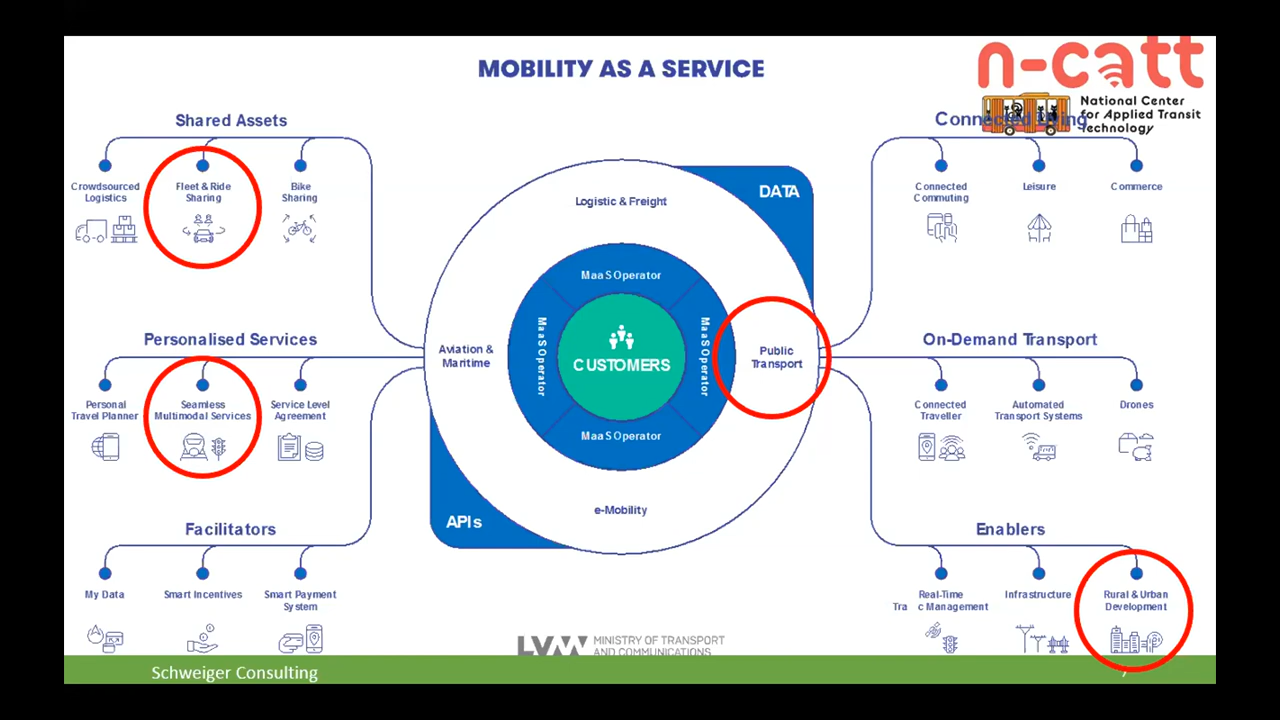 MOBILITY AS A SERVICE
n-catt
National Center
for Applied Transit
Technology
Shared Assets
Crowdsourced
Logistics
Fleet & Ride
Sharing
Bike
Sharing
Personalised Services
Personal
Travel Planner
Seamless
Multimodal Services
Service Level
Agreement
Facilitators
My Data
Smart Incentives
Smart Payment
System
DATA
Logistic & Freight
MaaS Operator
MaaS Operator
CUSTOMERS
MaaS Operator
MaaS Operator
Aviation &
Maritime
Public
Transport
e-Mobility
APIs
Connected Living
Connected
Commuting
Leisure
Commerce
On-Demand Transport
Connected
Traveller
Automated
Transport Systems
Drones
Enablers
Real-Time
Tra c Management
Infrastructure
Rural & Urban
Development
LVM
MINISTRY OF TRANSPORT
AND COMMUNICATIONS
Schweiger Consulting